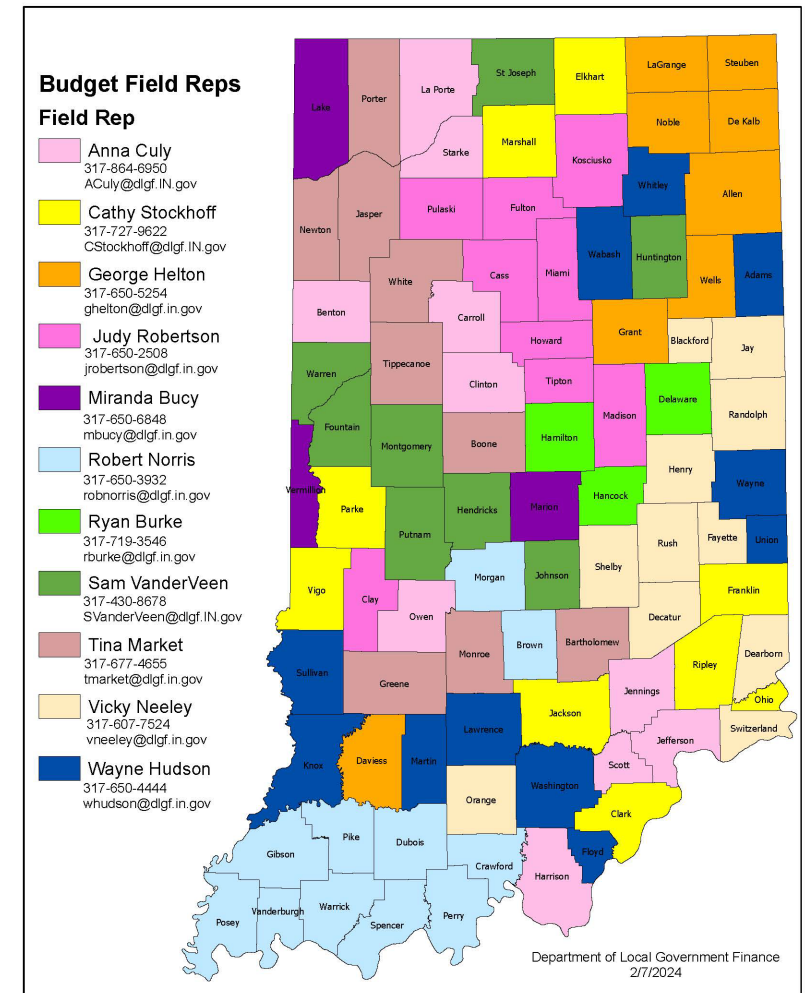 Budget Field Reps
Field Rep
Anna Culy
317-864-6950
ACuly@dlgf.IN.gov
Cathy Stockhoff
317-727-9622
CStockhoff@dlgf.IN.gov
George Helton
317-650-5254
ghelton@dlgf.in.gov
Judy Robertson
317-650-2508
jrobertson@dlgf.in.gov
Miranda Bucy
317-650-6848
mbucy@dlgf.in.gov
Robert Norris
317-650-3932
robnorris@dlgf.in.gov
Ryan Burke
317-719-3546
rburke@dlgf.in.gov
Sam VanderVeen
317-430-8678
SVanderVeen@dlgf.IN.gov
Tina Market
317-677-4655
tmarket@dlgf.in.gov
Vicky Neeley
317-607-7524
vneeley@dlgf.in.gov
Wayne Hudson
317-650-4444
whudson@dlgf.in.gov
Lake
Porter
La Porte
St Joseph
Elkhart
LaGrange
Steuben
Noble
De Kalb
Starke
Marshall
Kosciusko
Whitley
Allen
Newton
Jasper
Pulaski
Fulton
Wabash
Huntington
Wells
Adams
White
Cass
Miami
Benton
Carroll
Howard
Grant
Blackford
Jay
Warren
Tippecanoe
Clinton
Tipton
Madison
Delaware
Randolph
Fountain
Montgomery
Boone
Hamilton
Henry
Wayne
Vermillion
Parke
Putnam
Hendricks
Marion
Hancock
Rush
Fayette
Union
Vigo
Clay
Owen
Morgan
Johnson
Shelby
Franklin
Decatur
Sullivan
Greene
Monroe
Brown
Bartholomew
Jennings
Ripley
Dearborn
Ohio
Switzerland
Knox
Daviess
Martin
Lawrence
Jackson
Jefferson
Scott
Orange
Washington
Clark
Floyd
Gibson
Pike
Dubois
Crawford
Harrison
Posey
Vanderburgh
Warrick
Spencer
Perry
Department of Local Government Finance
2/7/2024